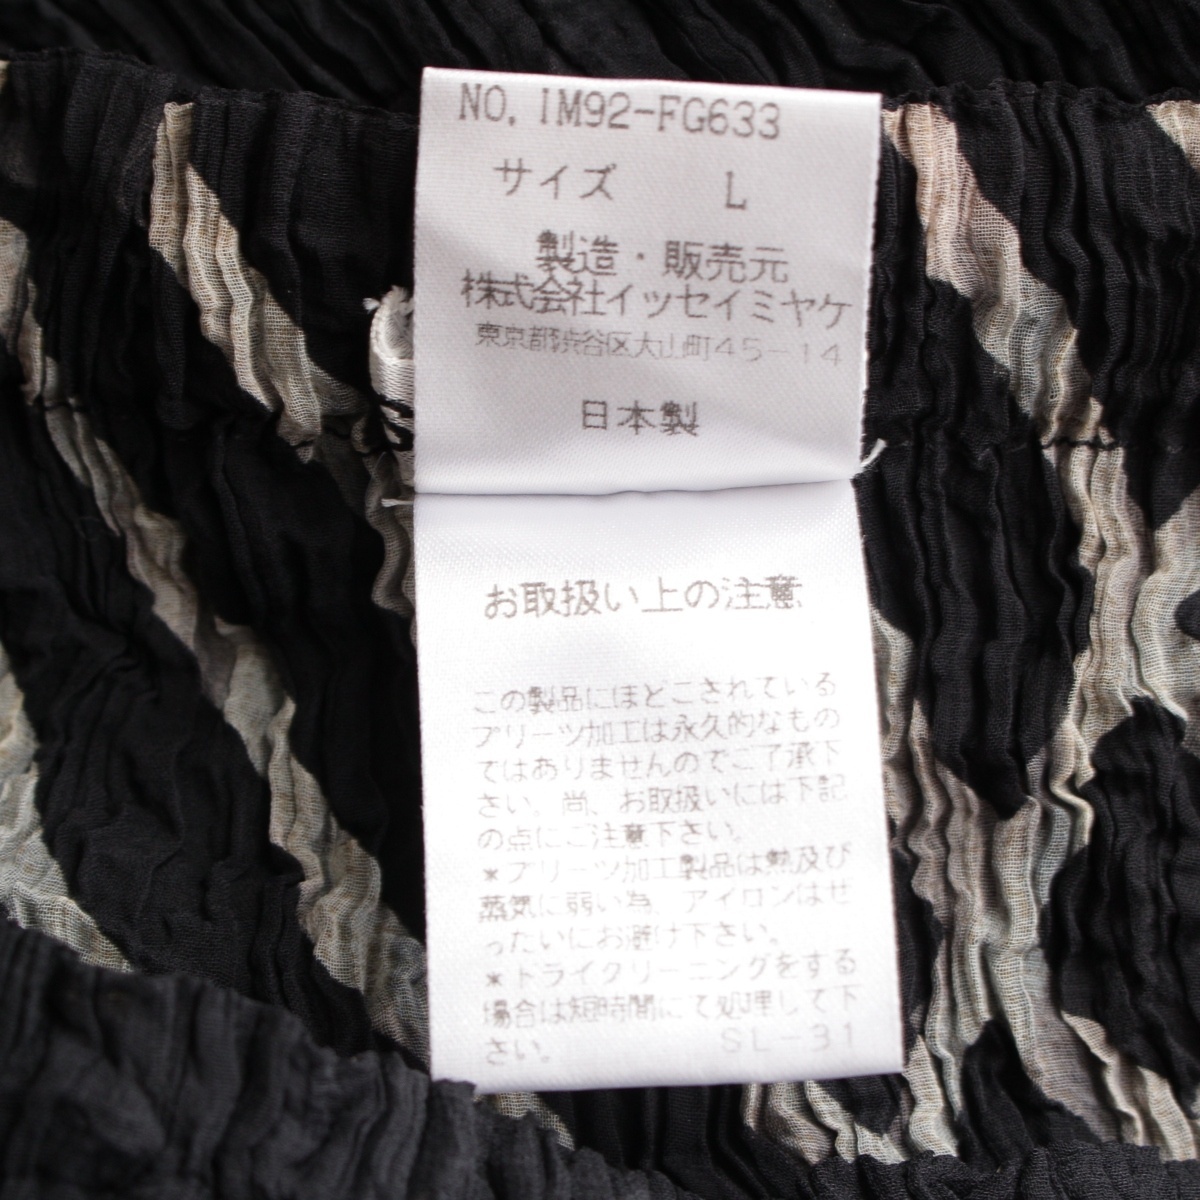 NO. IM92-FG633
サイズ L
製造・販売元
株式会社イッセイミヤケ
東京都渋谷区大山町45-14
日本製
お取扱い上の注意
この製品にほどこされている
プリーツ加工は永久的なもの
ではありませんのでご了承下
さい。尚、お取扱いには下記
の点にご注意下さい。
*プリーツ加工製品は熱及び
蒸気に弱い為、アイロンはぜ
ったいにお避け下さい。
*ドライクリーニングをする
場合は短時間にて処理して下
さい。 SL-31